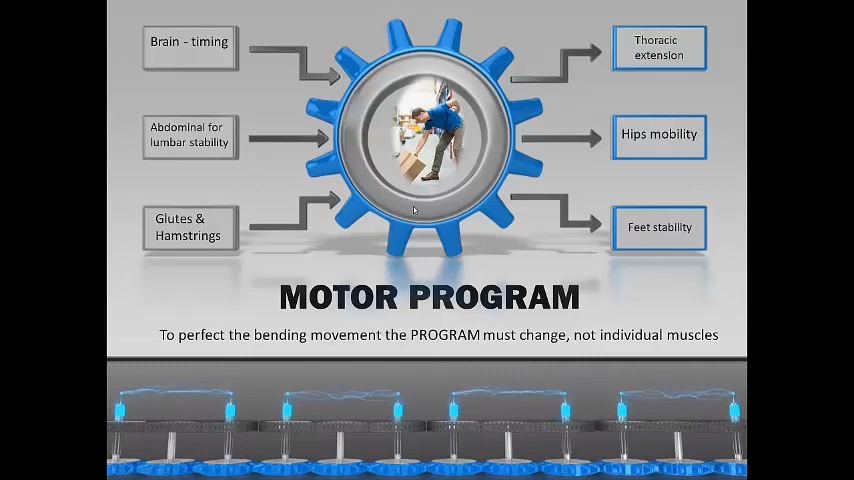 Brain - timing
Abdominal for
lumbar stability
Glutes &
Hamstrings
Thoracic
extension
Hips mobility
Feet stability
MOTOR PROGRAM
To perfect the bending movement the PROGRAM must change, not individual muscles